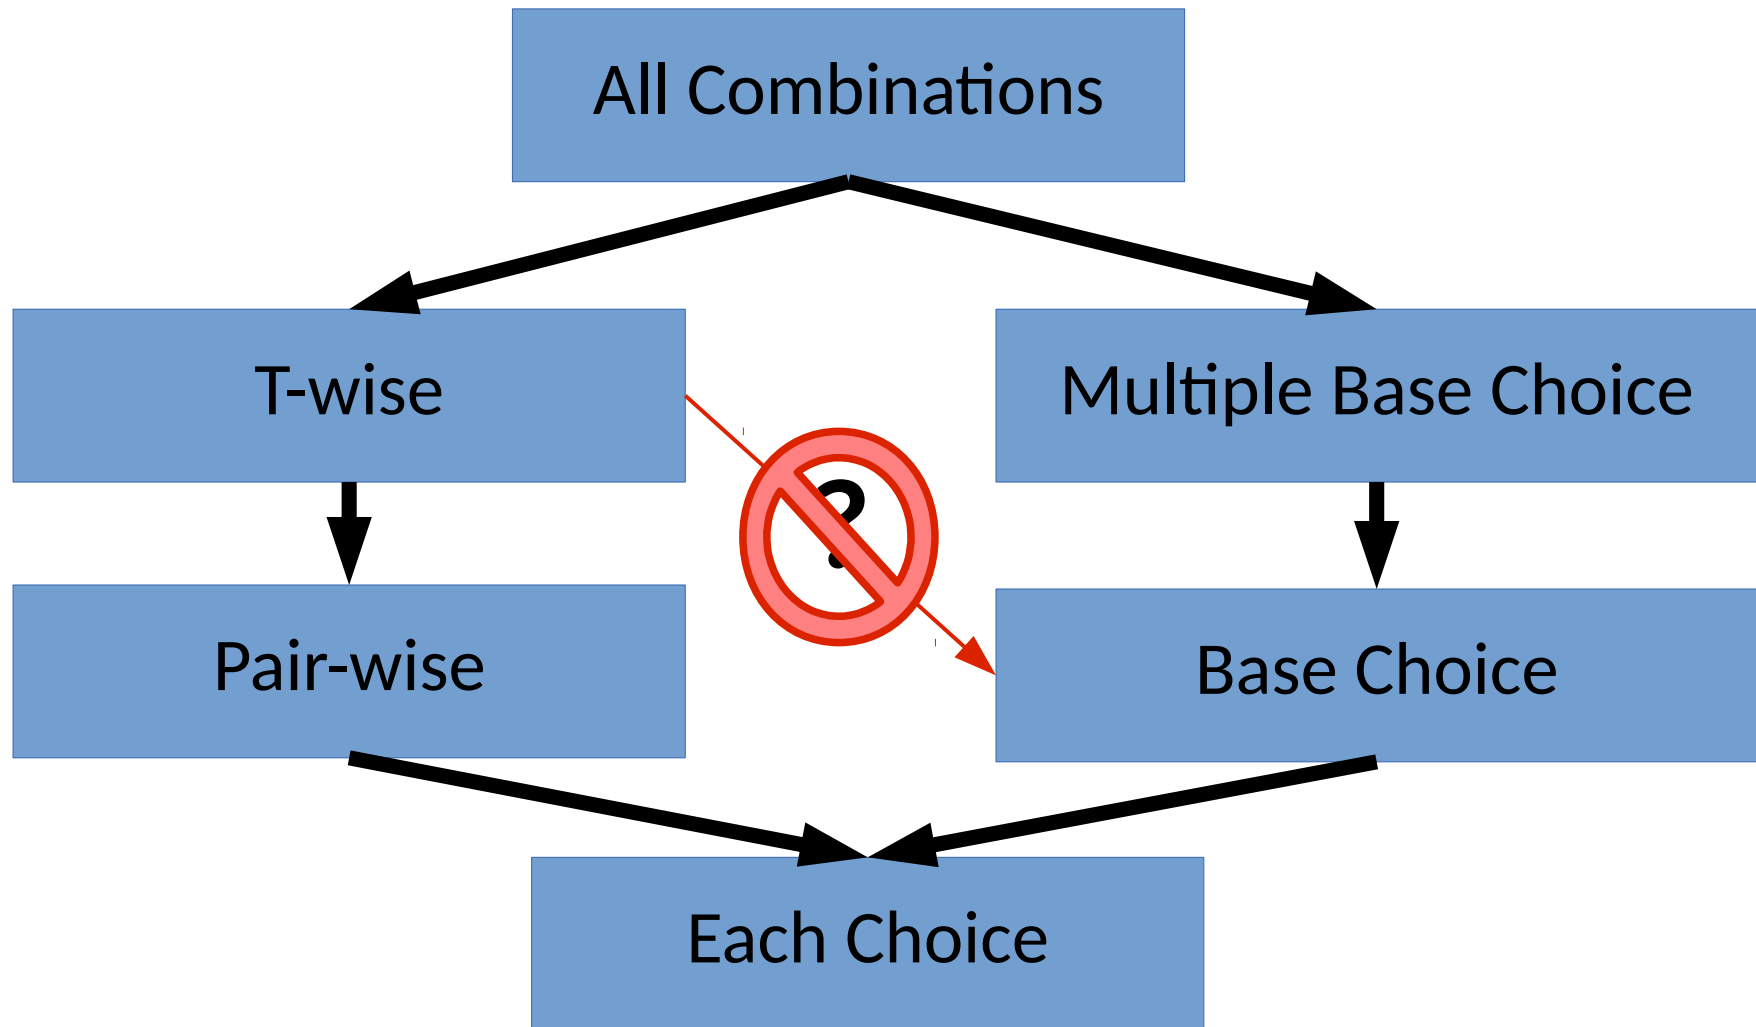 All Combinations
T-wise
Multiple Base Choice
?
Pair-wise
Base Choice
Each Choice